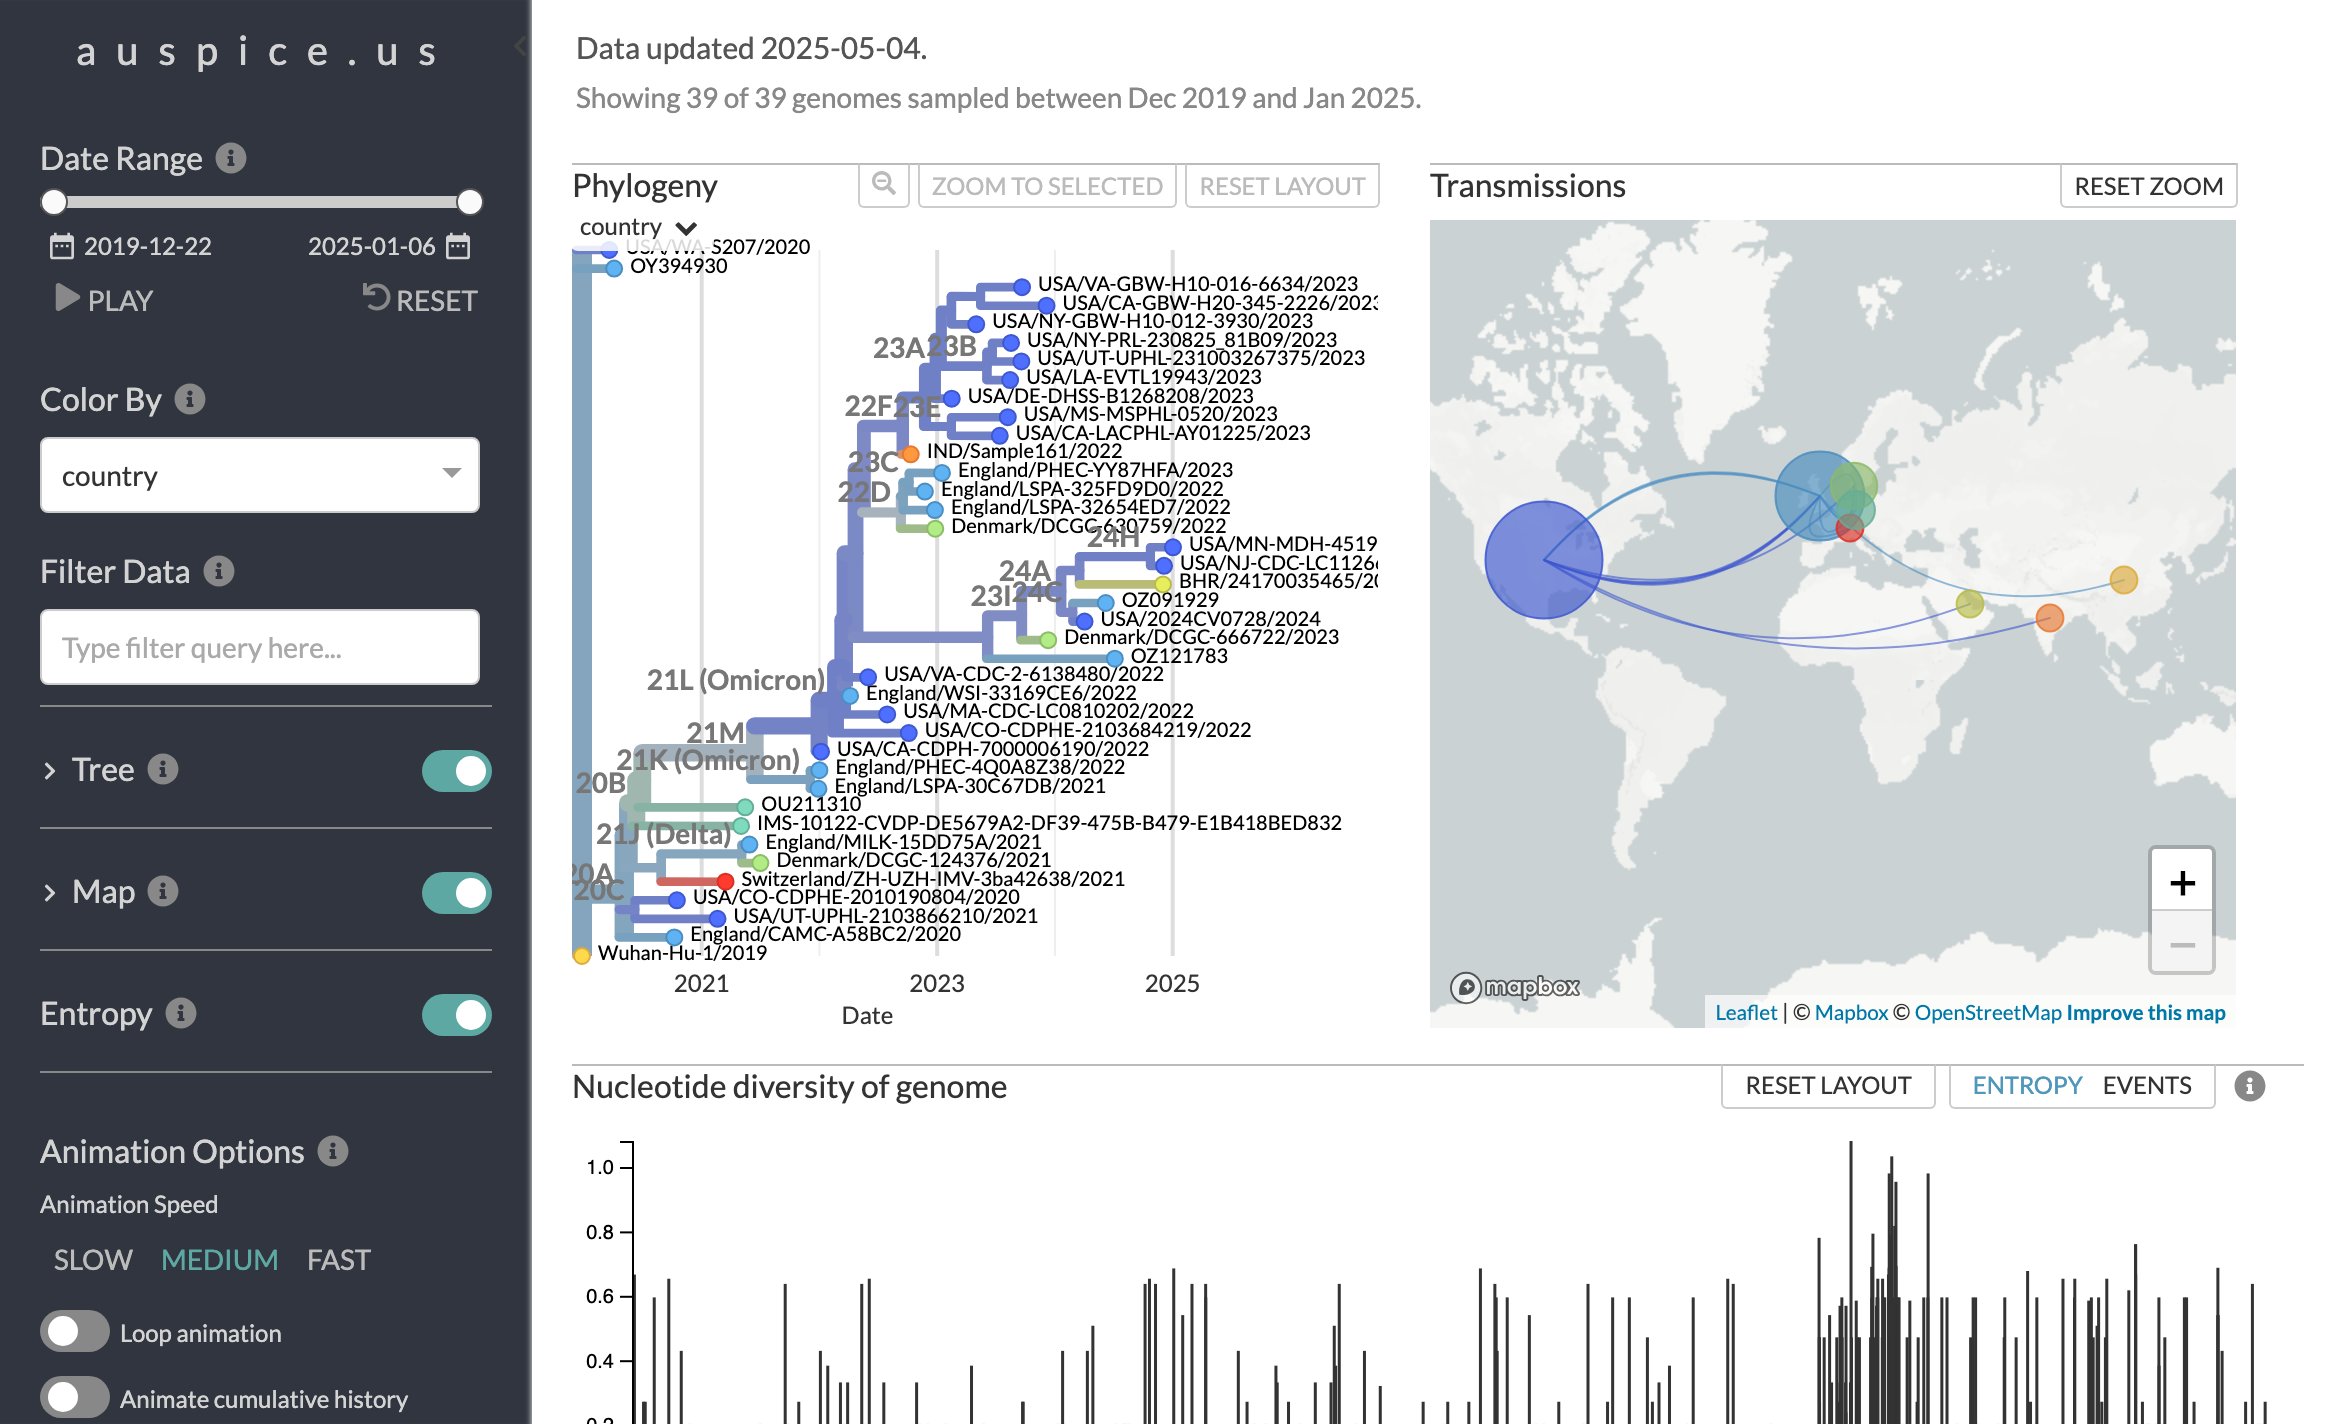 auspice.us
Date Range
2019-12-22 2025-01-06
PLAY RESET
Color By
country
Filter Data
Type filter query here...
Tree
Map
Entropy
Animation Options
Animation Speed
SLOW MEDIUM FAST
Loop animation
Animate cumulative history
Data updated 2025-05-04.
Showing 39 of 39 genomes sampled between Dec 2019 and Jan 2025.
Phylogeny ZOOM TO SELECTED RESET LAYOUT
country
USA/WA-S207/2020
OY394930
USA/VA-GBW-H10-016-6634/2023
USA/CA-GBW-H20-345-2226/2023
USA/NY-GBW-H10-012-3930/2023
USA/NY-PRL-230825_81B09/2023
23A 23B
USA/UT-UPHL-231003267375/2023
USA/LA-EVTL19943/2023
USA/DE-DHSS-B1268208/2023
22F 23E
USA/MS-MSPHL-0520/2023
USA/CA-LACPHL-AY01225/2023
IND/Sample161/2022
23C
England/PHEC-YY87HFA/2023
22D
England/LSPA-325FD9D0/2022
England/LSPA-32654ED7/2022
Denmark/DCGC-630759/2022
24H
USA/MN-MDH-4519
USA/NJ-CDC-LC1126
24A
BHR/24170035465/20
23I 24C
OZ091929
USA/2024CV0728/2024
Denmark/DCGC-666722/2023
OZ121783
21L (Omicron)
USA/VA-CDC-2-6138480/2022
England/WSI-33169CE6/2022
USA/MA-CDC-LC0810202/2022
21M
USA/CO-CDPHE-2103684219/2022
USA/CA-CDPH-7000006190/2022
21K (Omicron)
England/PHEC-4Q0A8Z38/2022
20B
England/LSPA-30C67DB/2021
OU211310
IMS-10122-CVDP-DE5679A2-DF39-475B-B479-E1B418BED832
21J (Delta)
England/MILK-15DD75A/2021
Denmark/DCGC-124376/2021
20A
Switzerland/ZH-UZH-IMV-3ba42638/2021
20C
USA/CO-CDPHE-2010190804/2020
USA/UT-UPHL-2103866210/2021
England/CAMC-A58BC2/2020
Wuhan-Hu-1/2019
2021 2023 2025
Date
Transmissions RESET ZOOM
+
−
mapbox
Leaflet | © Mapbox © OpenStreetMap Improve this map
Nucleotide diversity of genome RESET LAYOUT ENTROPY EVENTS
1.0
0.8
0.6
0.4